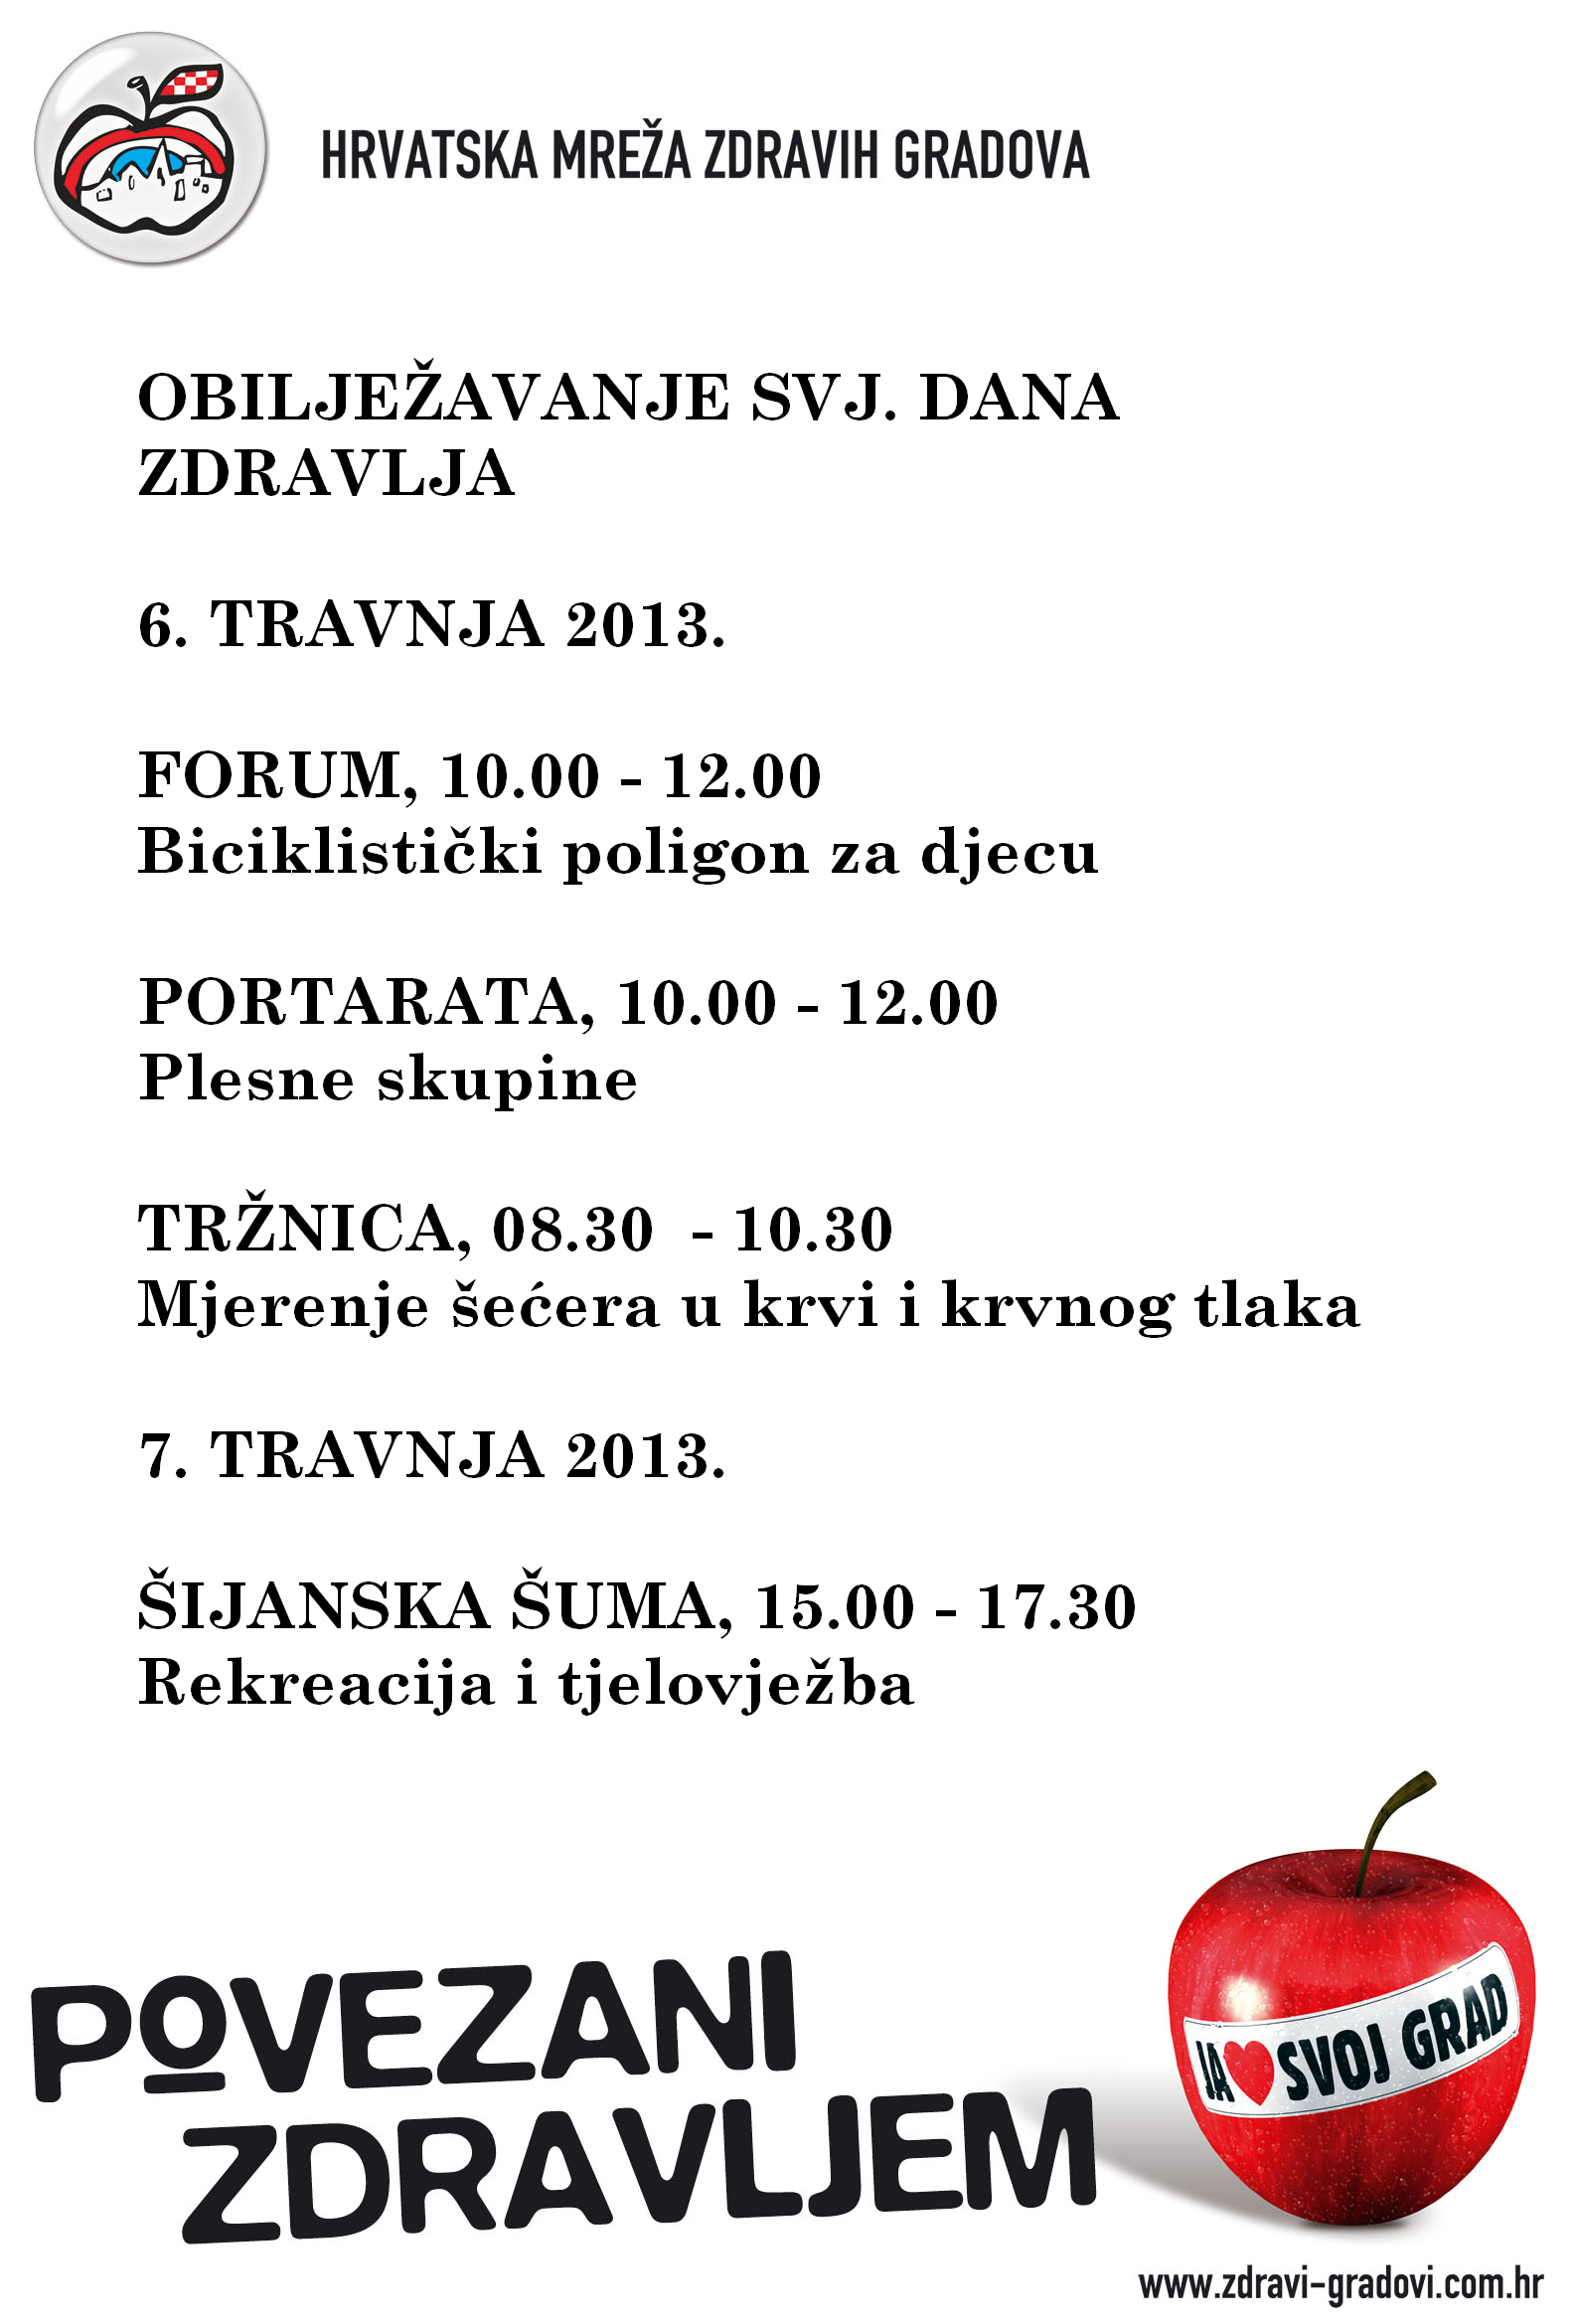 HRVATSKA MREŽA ZDRAVIH GRADOVA
OBILJEŽAVANJE SVJ. DANA
ZDRAVLJA
6. TRAVNJA 2013.
FORUM, 10.00 - 12.00
Biciklistički poligon za djecu
PORTARATA, 10.00 - 12.00
Plesne skupine
TRŽNICA, 08.30  - 10.30
Mjerenje šećera u krvi i krvnog tlaka
7. TRAVNJA 2013.
ŠIJANSKA ŠUMA, 15.00 - 17.30
Rekreacija i tjelovježba
POVEZANI
ZDRAVLJEM
JA ♥ SVOJ GRAD
www.zdravi-gradovi.com.hr